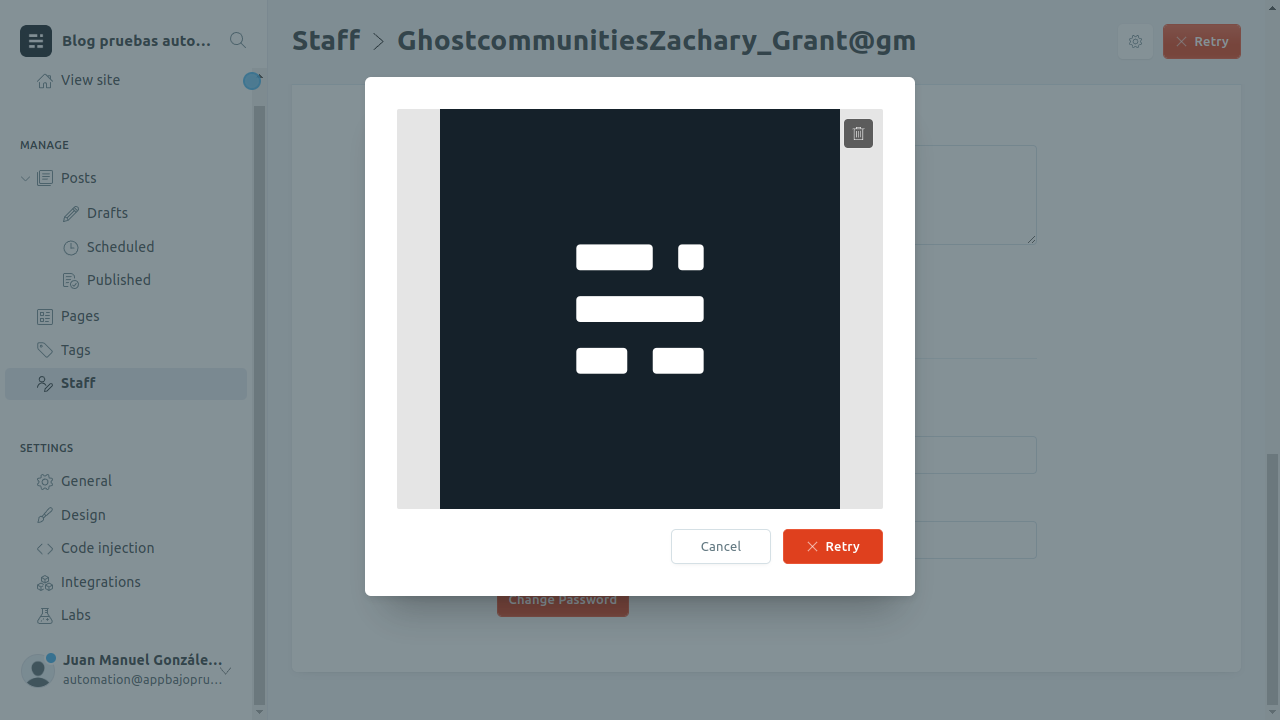 Blog pruebas auto...
View site
MANAGE
Posts
Drafts
Scheduled
Published
Pages
Tags
Staff
SETTINGS
General
Design
Code injection
Integrations
Labs
Juan Manuel Gonzále...
automation@appbajopru...
Staff > GhostcommunitiesZachary_Grant@gm
Retry
Cancel
Retry
Change Password